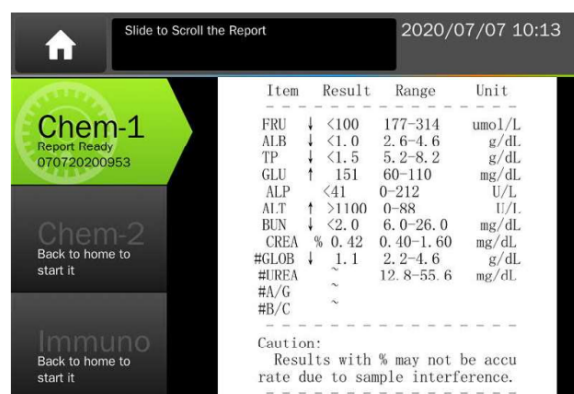 Slide to Scroll the Report
2020/07/07 10:13
Chem-1
Report Ready
070720200953
Chem-2
Back to home to
start it
Immuno
Back to home to
start it
Item Result Range Unit
FRU ↓ <100 177-314 umol/L
ALB ↓ <1.0 2.6-4.6 g/dL
TP ↓ <1.5 5.2-8.2 g/dL
GLU ↑ 151 60-110 mg/dL
ALP <41 0-212 U/L
ALT ↑ >1100 0-88 U/L
BUN ↓ <2.0 6.0-26.0 mg/dL
CREA % 0.42 0.40-1.60 mg/dL
#GLOB ↓ 1.1 2.2-4.6 g/dL
#UREA ~ 12.8-55.6 mg/dL
#A/G ~
#B/C ~
Caution:
Results with % may not be accu
rate due to sample interference.